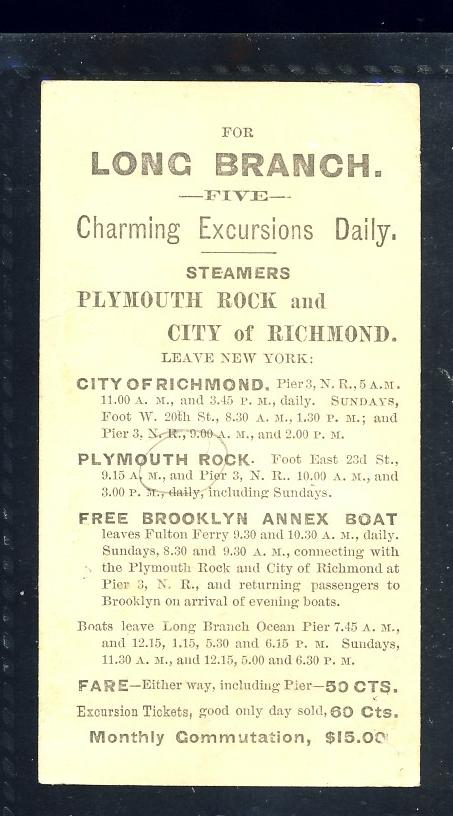 FOR
LONG BRANCH.
—FIVE—
Charming Excursions Daily.
STEAMERS
PLYMOUTH ROCK and
CITY of RICHMOND.
LEAVE NEW YORK:
CITY OF RICHMOND. Pier 3, N. R., 5 A.M.
11.00 A. M., and 3.45 P. M., daily. SUNDAYS,
Foot W. 20th St., 8.30 A. M., 1.30 P. M.; and
Pier 3, N. R., 9.00 A. M., and 2.00 P. M.
PLYMOUTH ROCK. Foot East 23d St.,
9.15 A. M., and Pier 3, N. R.. 10.00 A. M., and
3.00 P. M., daily, including Sundays.
FREE BROOKLYN ANNEX BOAT
leaves Fulton Ferry 9.30 and 10.30 A. M., daily.
Sundays, 8.30 and 9.30 A. M., connecting with
the Plymouth Rock and City of Richmond at
Pier 3, N. R., and returning passengers to
Brooklyn on arrival of evening boats.
Boats leave Long Branch Ocean Pier 7.45 A. M.,
and 12.15, 1.15, 5.30 and 6.15 P. M. Sundays,
11.30 A. M., and 12.15, 5.00 and 6.30 P. M.
FARE—Either way, including Pier—50 CTS.
Excursion Tickets, good only day sold, 60 Cts.
Monthly Commutation, $15.00